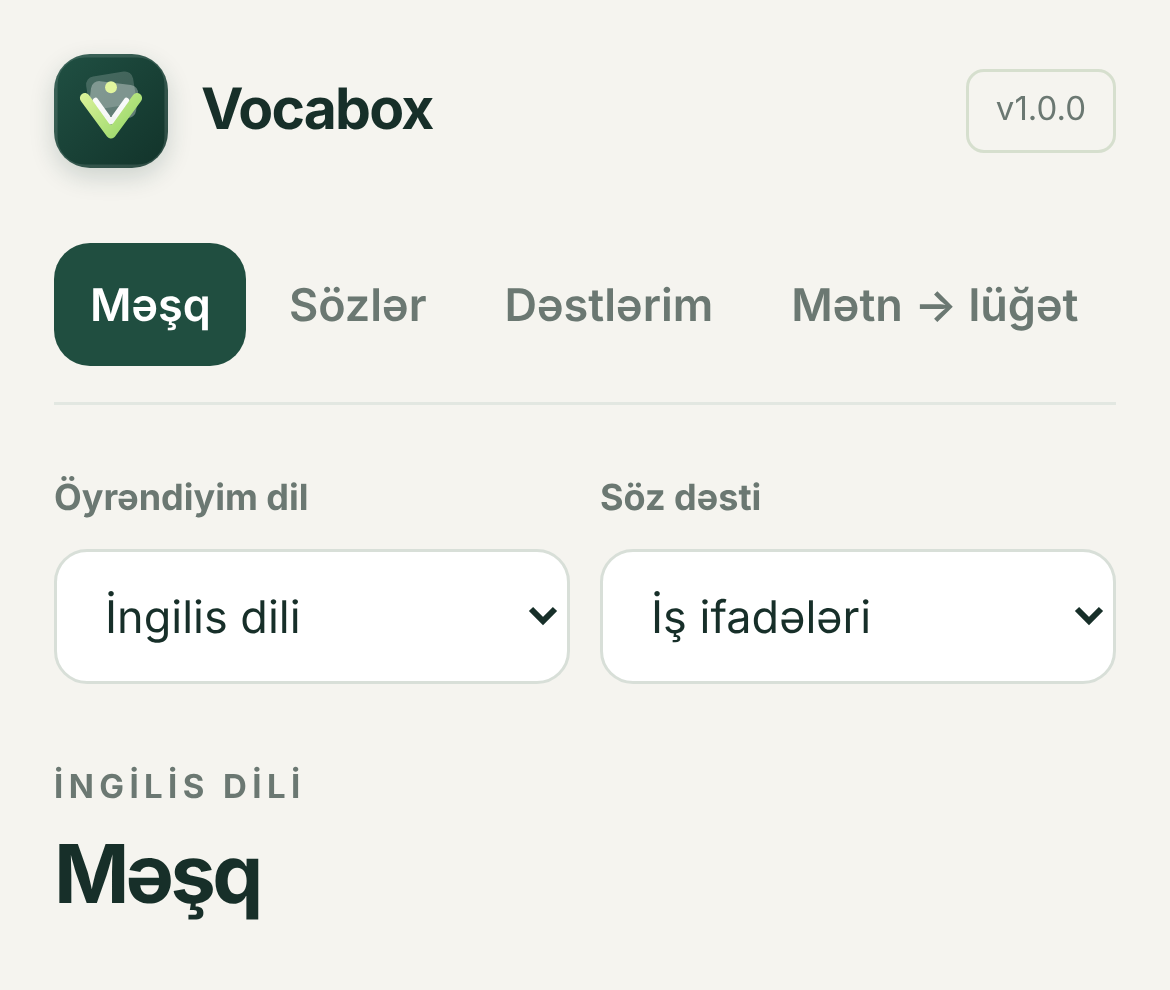 Vocabox
v1.0.0
Məşq Sözlər Dəstlərim Mətn → lüğət
Öyrəndiyim dil Söz dəsti
İngilis dili İş ifadələri
İNGİLİS DİLİ
Məşq